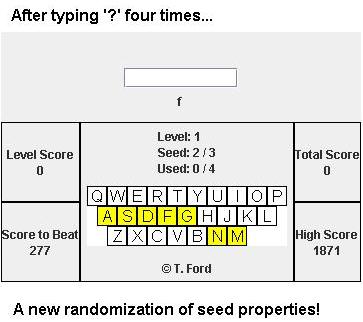 After typing '?' four times...
f
Level: 1
Seed: 2 / 3
Used: 0 / 4
Level Score
0
Total Score
0
Q W E R T Y U I O P
A S D F G H J K L
Z X C V B N M
Score to Beat
277
High Score
1871
© T. Ford
A new randomization of seed properties!